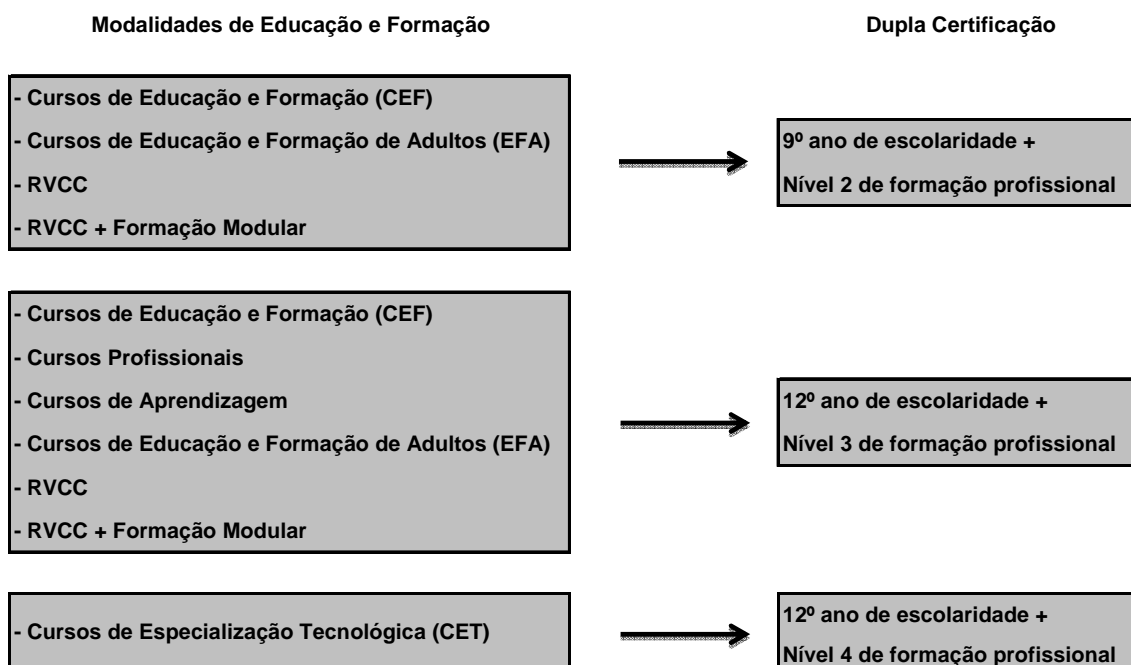 Modalidades de Educação e Formação
Dupla Certificação
- Cursos de Educação e Formação (CEF)
- Cursos de Educação e Formação de Adultos (EFA)
- RVCC
- RVCC + Formação Modular
9º ano de escolaridade +
Nível 2 de formação profissional
- Cursos de Educação e Formação (CEF)
- Cursos Profissionais
- Cursos de Aprendizagem
- Cursos de Educação e Formação de Adultos (EFA)
- RVCC
- RVCC + Formação Modular
12º ano de escolaridade +
Nível 3 de formação profissional
- Cursos de Especialização Tecnológica (CET)
12º ano de escolaridade +
Nível 4 de formação profissional